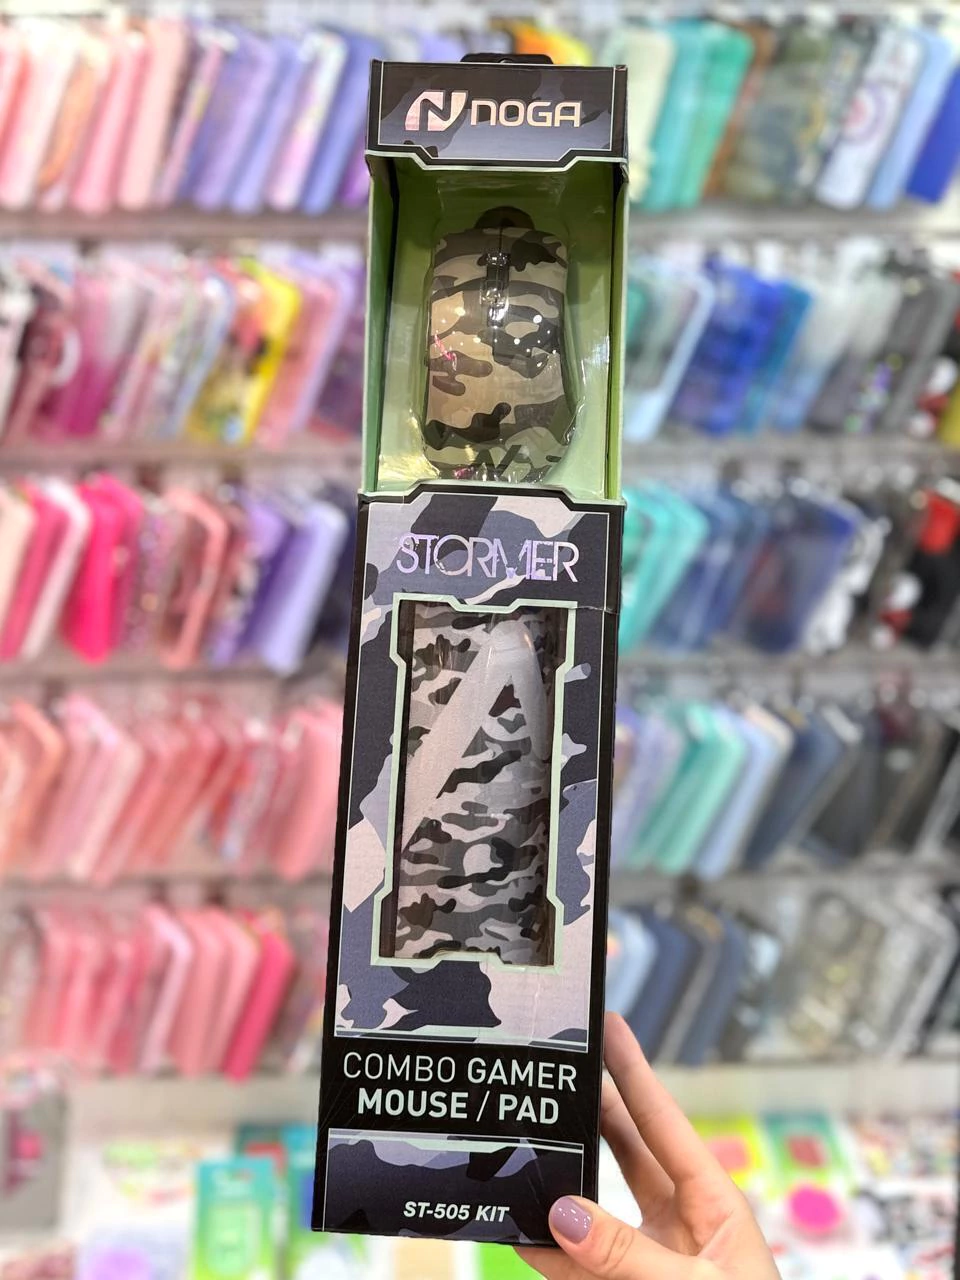 NOGA
STORMER
COMBO GAMER
MOUSE / PAD
ST-505 KIT